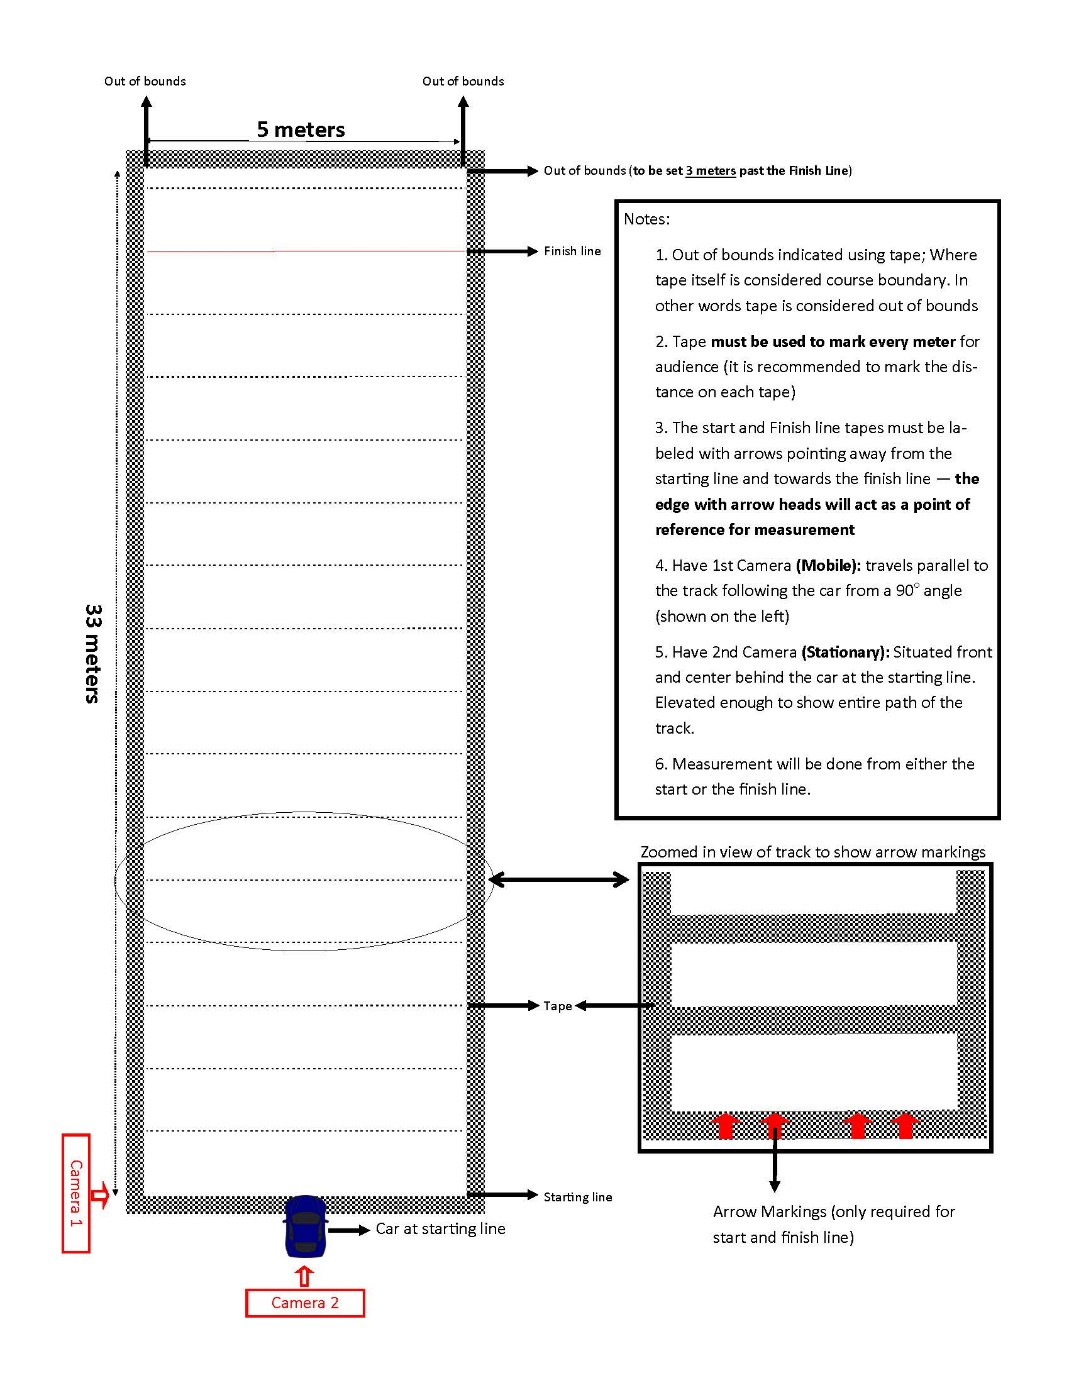 Out of bounds
Out of bounds
5 meters
Out of bounds (to be set 3 meters past the Finish Line)
Finish line
Notes:
1. Out of bounds indicated using tape; Where
tape itself is considered course boundary. In
other words tape is considered out of bounds
2. Tape must be used to mark every meter for
audience (it is recommended to mark the dis-
tance on each tape)
3. The start and Finish line tapes must be la-
beled with arrows pointing away from the
starting line and towards the finish line — the
edge with arrow heads will act as a point of
reference for measurement
4. Have 1st Camera (Mobile): travels parallel to
the track following the car from a 90° angle
(shown on the left)
5. Have 2nd Camera (Stationary): Situated front
and center behind the car at the starting line.
Elevated enough to show entire path of the
track.
6. Measurement will be done from either the
start or the finish line.
33 meters
Zoomed in view of track to show arrow markings
Tape
Camera 1
Starting line
Car at starting line
Arrow Markings (only required for
start and finish line)
Camera 2